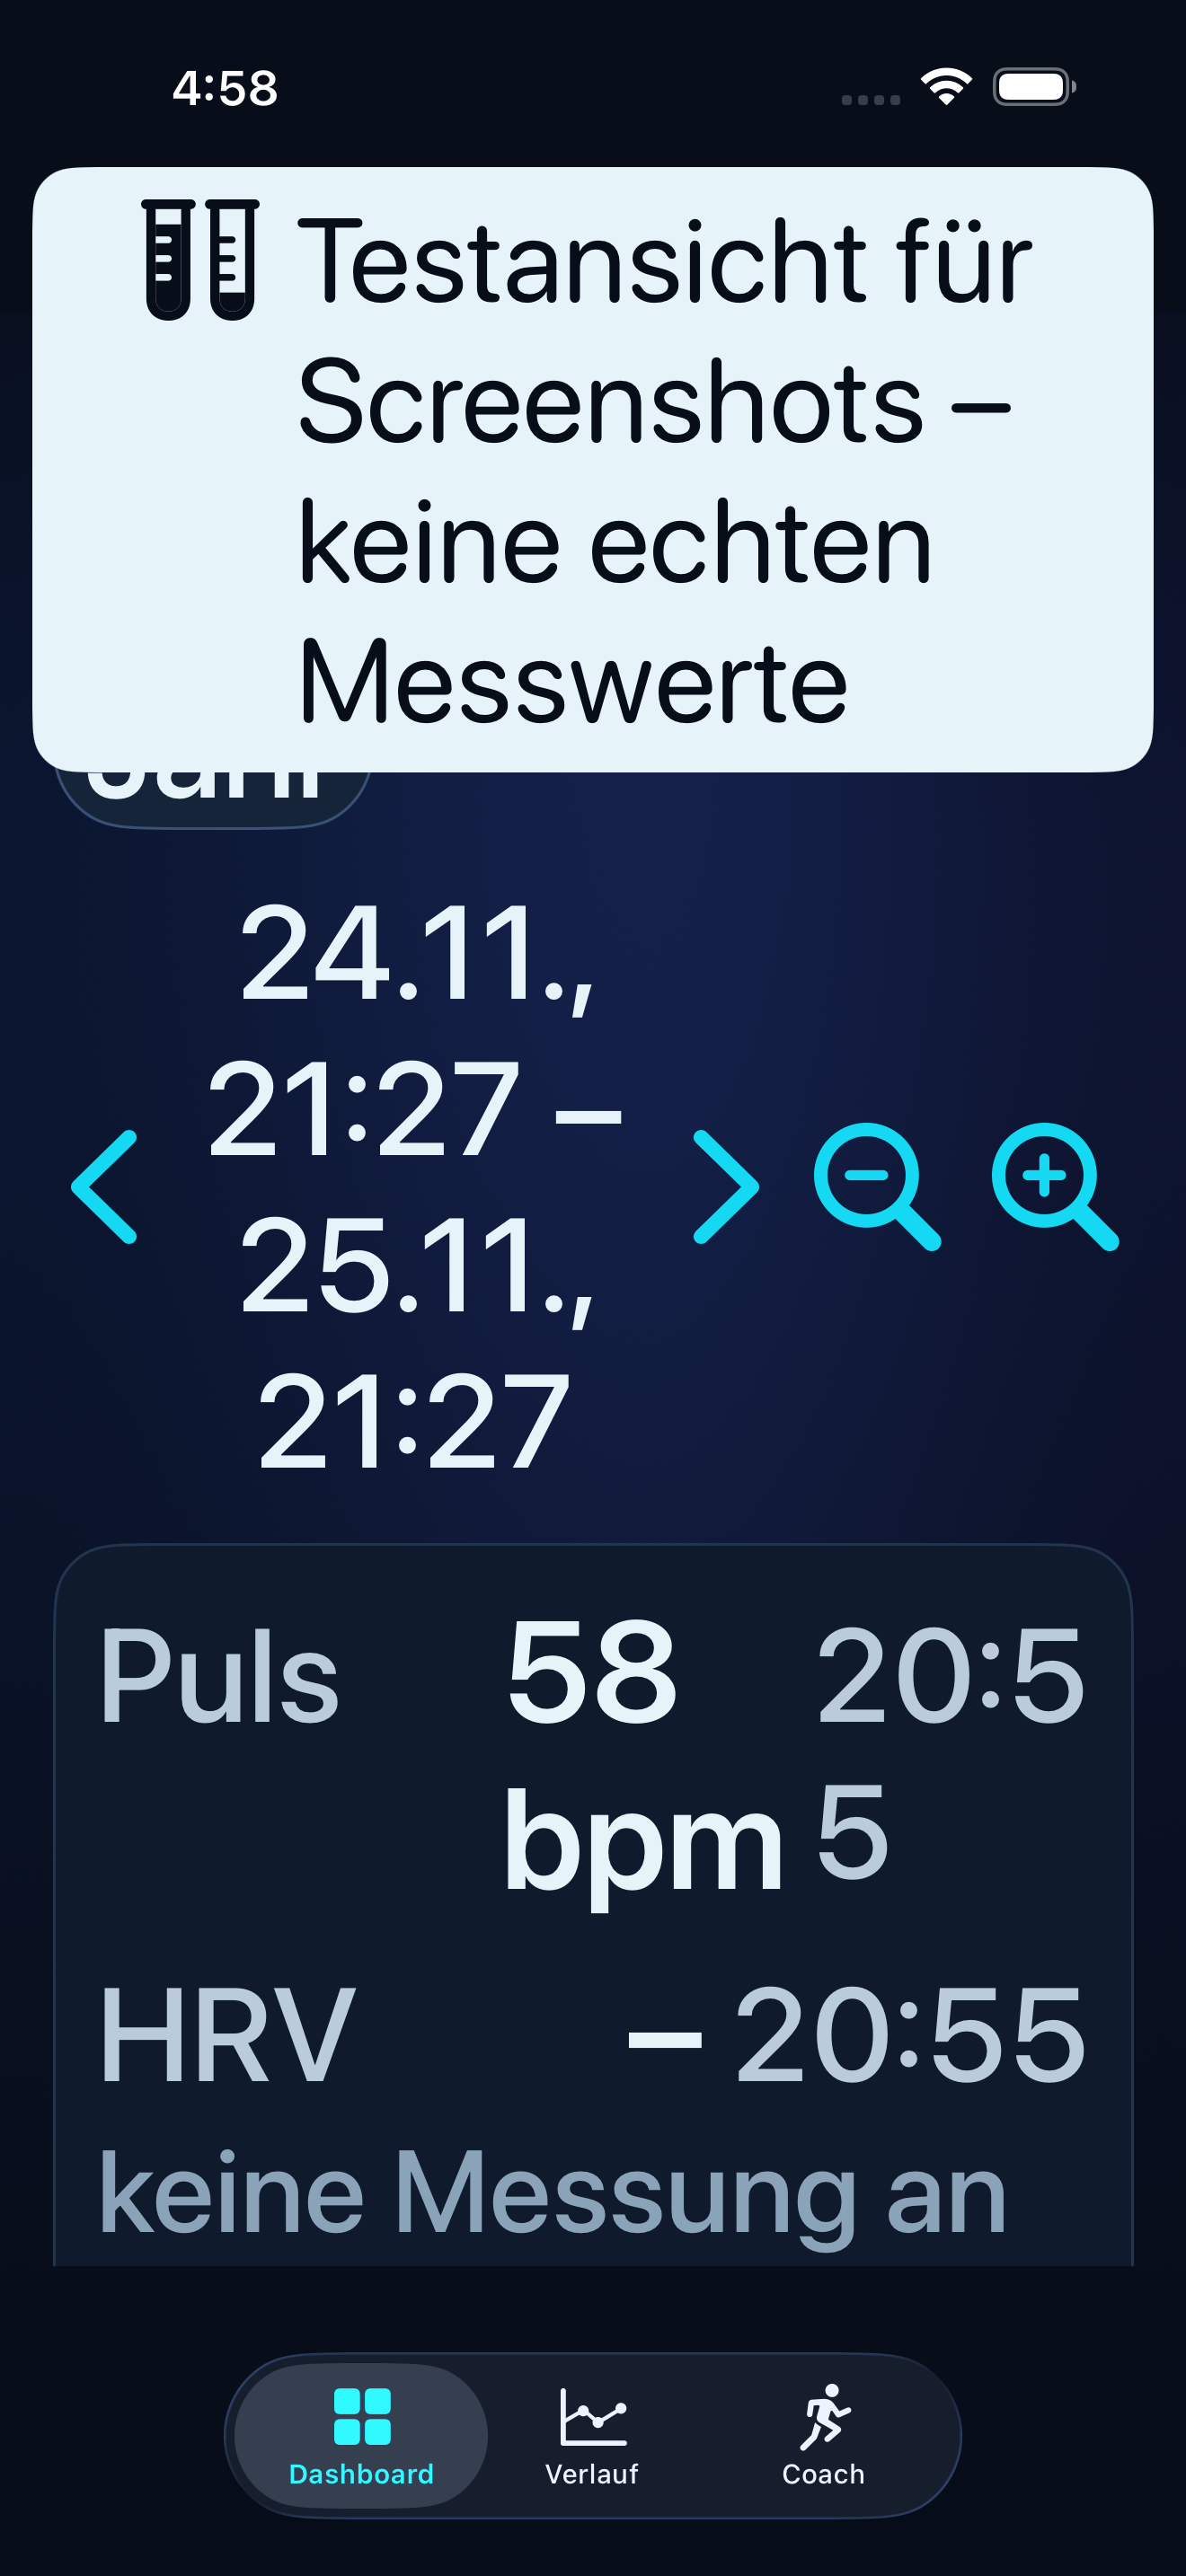 4:58
Testansicht für
Screenshots –
keine echten
Messwerte
24.11.,
21:27 –
25.11.,
21:27
Puls 58 20:5
bpm 5
HRV – 20:55
keine Messung an
Dashboard Verlauf Coach